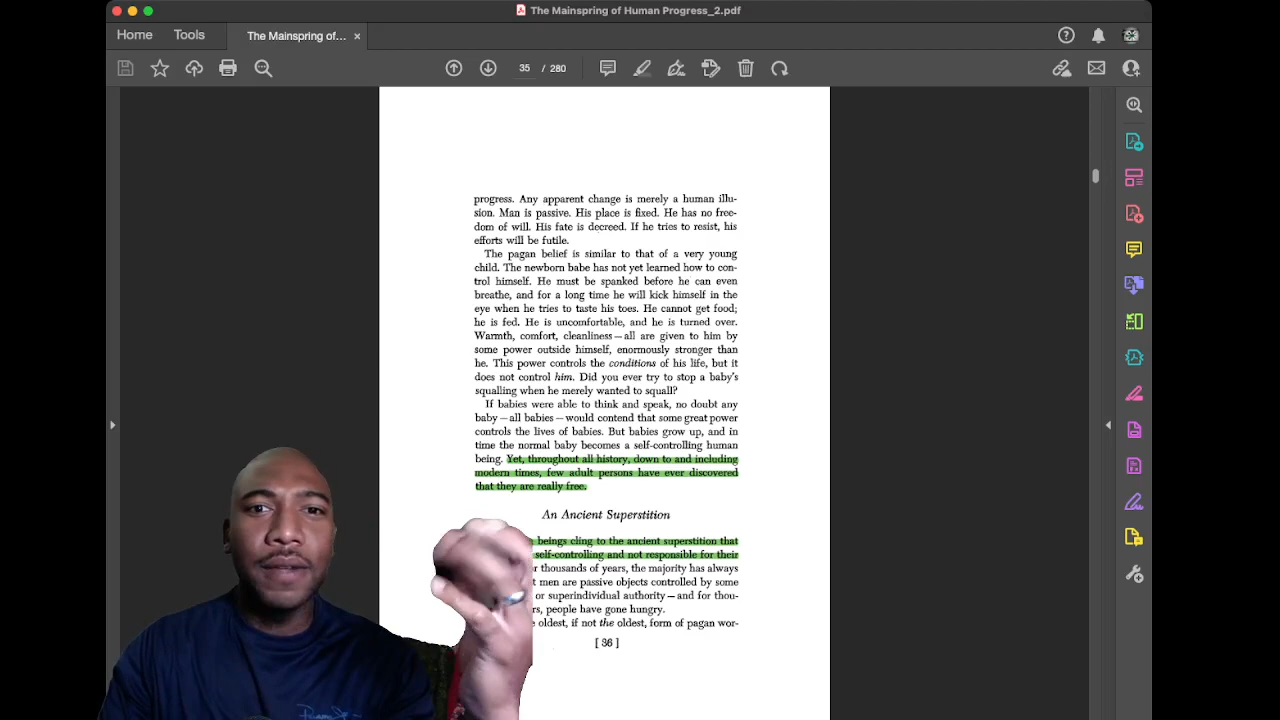 The Mainspring of Human Progress_2.pdf
Home Tools The Mainspring of... ×
35 / 280
progress. Any apparent change is merely a human illu-
sion. Man is passive. His place is fixed. He has no free-
dom of will. His fate is decreed. If he tries to resist, his
efforts will be futile.
The pagan belief is similar to that of a very young
child. The newborn babe has not yet learned how to con-
trol himself. He must be spanked before he can even
breathe, and for a long time he will kick himself in the
eye when he tries to taste his toes. He cannot get food;
he is fed. He is uncomfortable, and he is turned over.
Warmth, comfort, cleanliness—all are given to him by
some power outside himself, enormously stronger than
he. This power controls the conditions of his life, but it
does not control him. Did you ever try to stop a baby's
squalling when he merely wanted to squall?
If babies were able to think and speak, no doubt any
baby—all babies—would contend that some great power
controls the lives of babies. But babies grow up, and in
time the normal baby becomes a self-controlling human
being. Yet, throughout all history, down to and including
modern times, few adult persons have ever discovered
that they are really free.
An Ancient Superstition
beings cling to the ancient superstition that
self-controlling and not responsible for their
thousands of years, the majority has always
men are passive objects controlled by some
or superindividual authority—and for thou-
people have gone hungry.
oldest, if not the oldest, form of pagan wor-
[ 36 ]